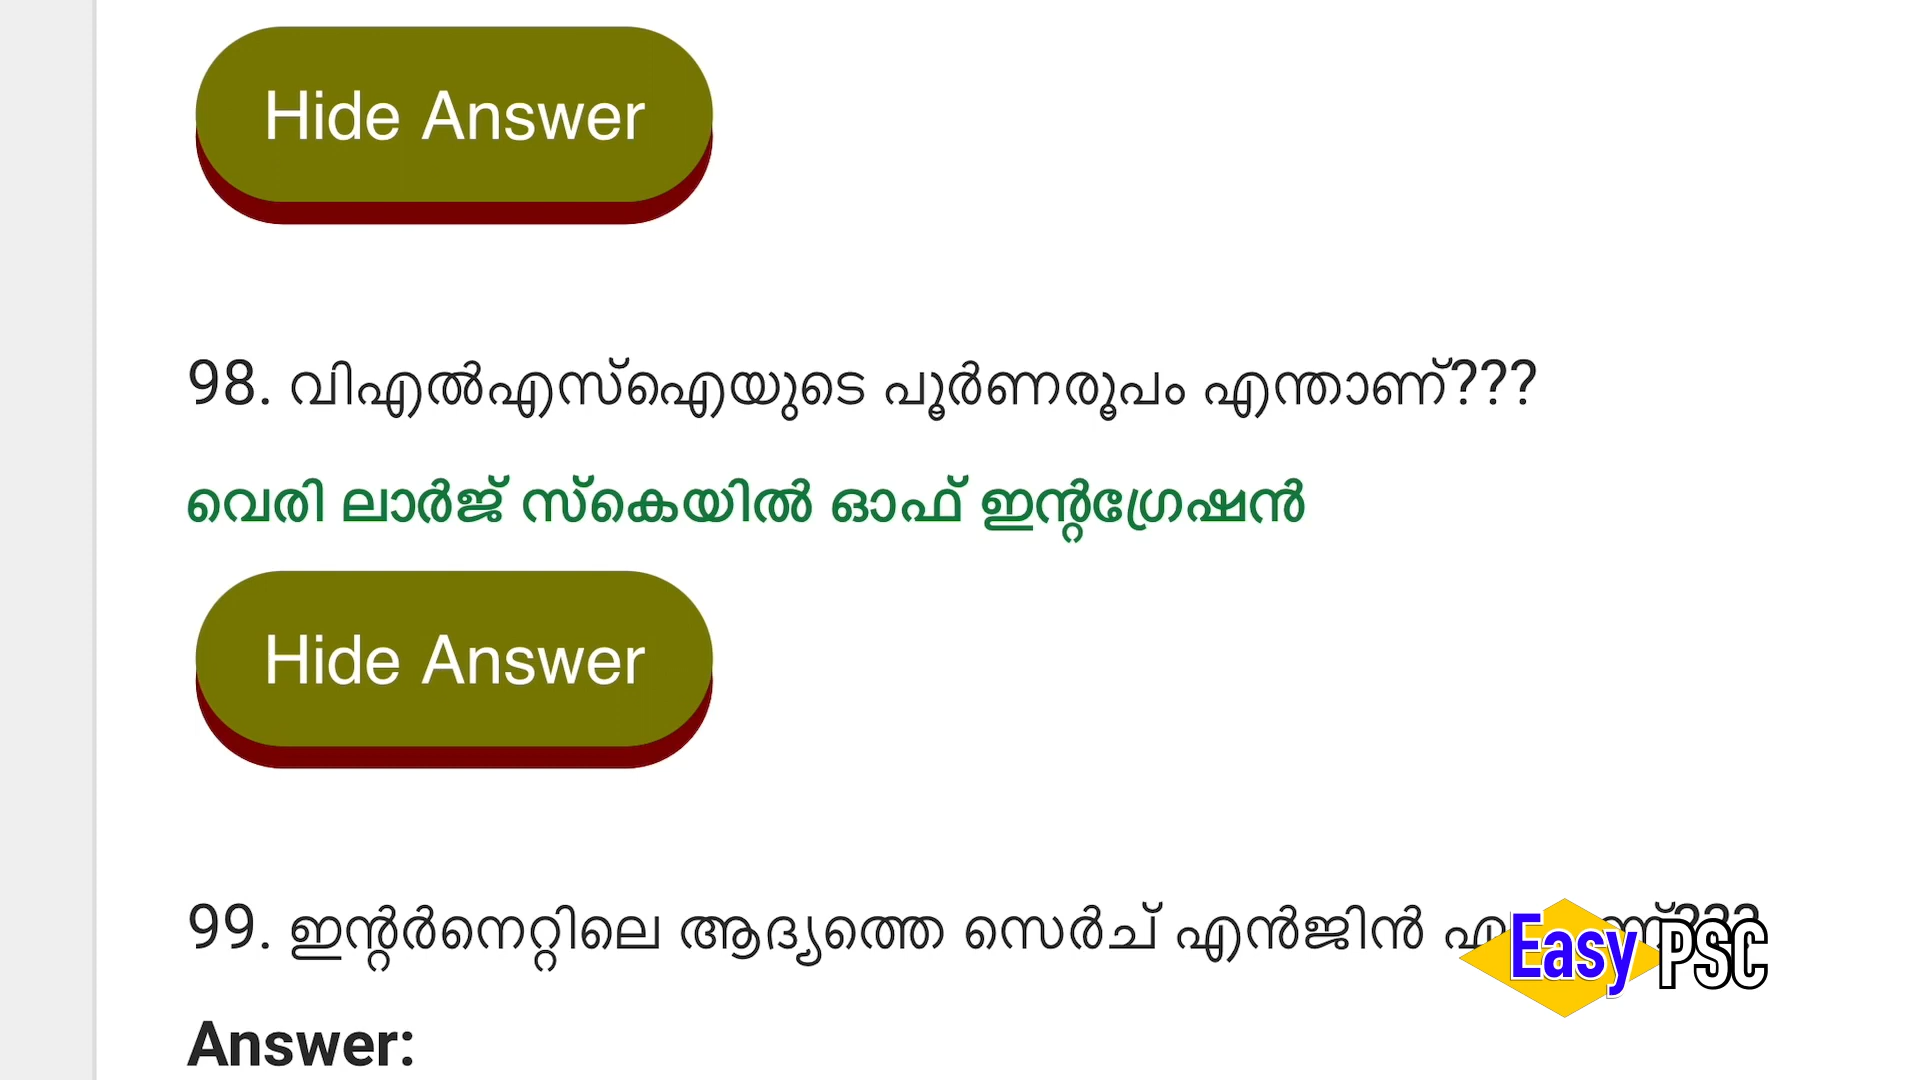 Hide Answer
98. വിഎൽഎസ്ഐയുടെ പൂർണരൂപം എന്താണ്???
വെരി ലാർജ് സ്കെയിൽ ഓഫ് ഇന്റഗ്രേഷൻ
Hide Answer
99. ഇന്റർനെറ്റിലെ ആദ്യത്തെ സെർച് എൻജിൻ
Easy PSC
Answer: